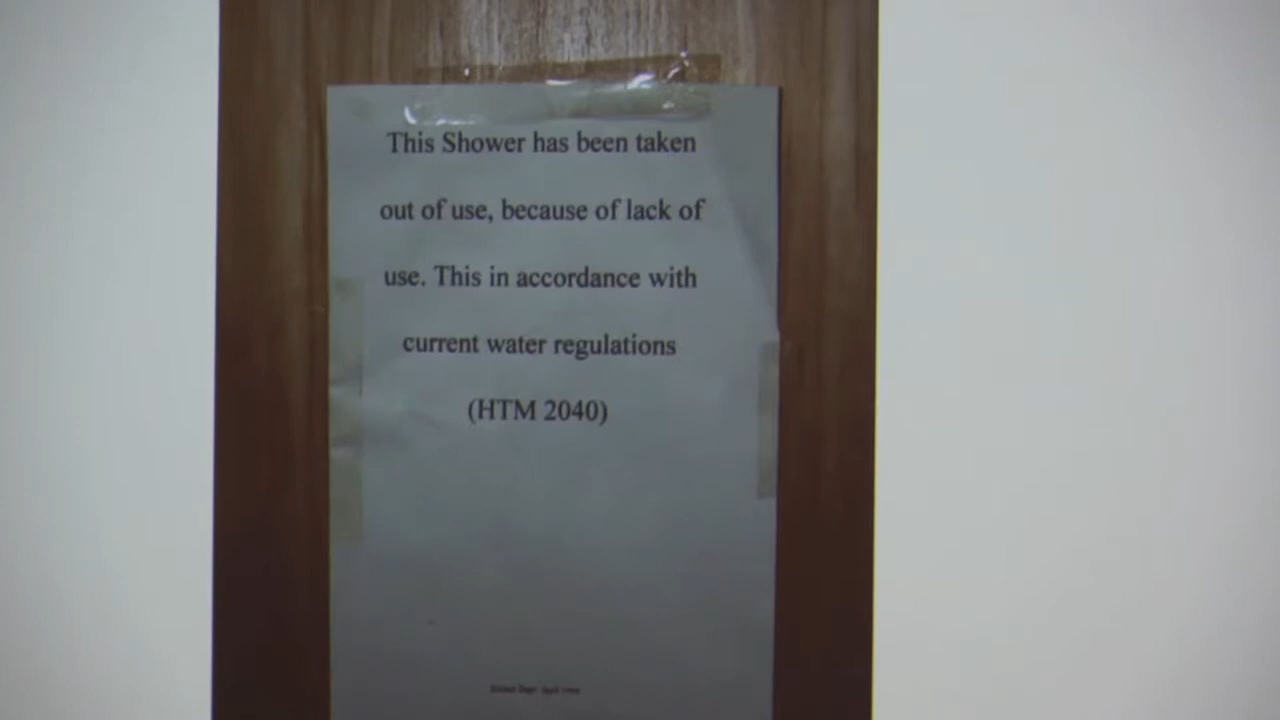 This Shower has been taken
out of use, because of lack of
use. This in accordance with
current water regulations
(HTM 2040)